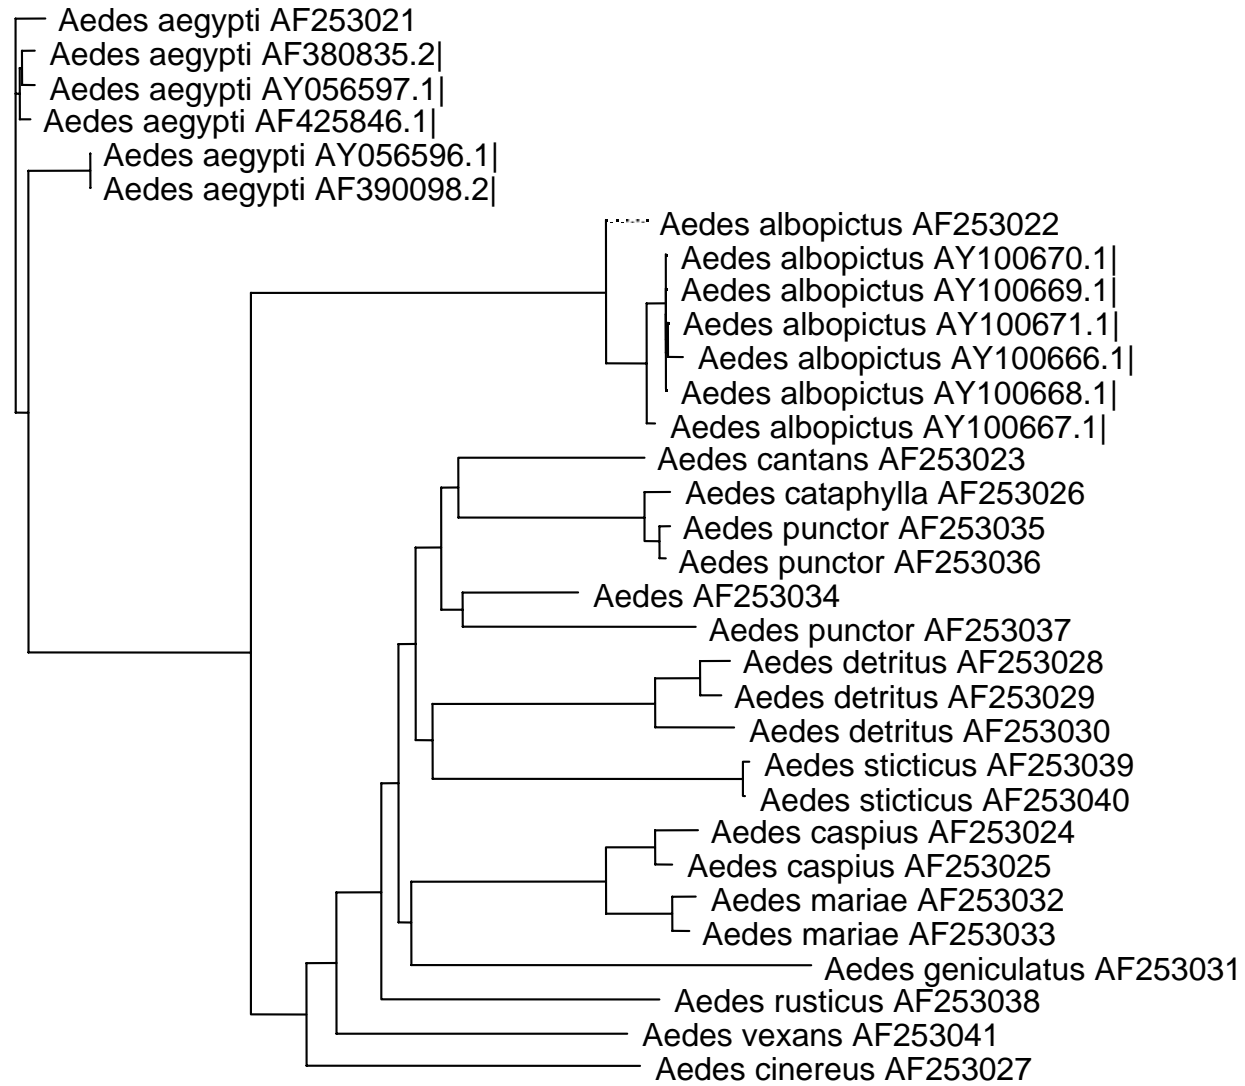 Aedes aegypti AF253021
Aedes aegypti AF380835.2|
Aedes aegypti AY056597.1|
Aedes aegypti AF425846.1|
Aedes aegypti AY056596.1|
Aedes aegypti AF390098.2|
Aedes albopictus AF253022
Aedes albopictus AY100670.1|
Aedes albopictus AY100669.1|
Aedes albopictus AY100671.1|
Aedes albopictus AY100666.1|
Aedes albopictus AY100668.1|
Aedes albopictus AY100667.1|
Aedes cantans AF253023
Aedes cataphylla AF253026
Aedes punctor AF253035
Aedes punctor AF253036
Aedes AF253034
Aedes punctor AF253037
Aedes detritus AF253028
Aedes detritus AF253029
Aedes detritus AF253030
Aedes sticticus AF253039
Aedes sticticus AF253040
Aedes caspius AF253024
Aedes caspius AF253025
Aedes mariae AF253032
Aedes mariae AF253033
Aedes geniculatus AF253031
Aedes rusticus AF253038
Aedes vexans AF253041
Aedes cinereus AF253027